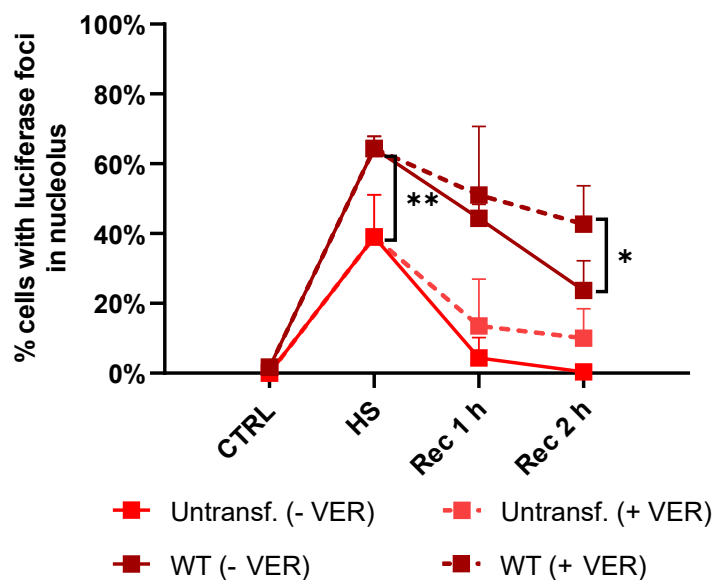 % cells with luciferase foci
in nucleolus
100%
80%
60%
40%
20%
0%
**
*
CTRL
HS
Rec 1 h
Rec 2 h
Untransf. (- VER)
Untransf. (+ VER)
WT (- VER)
WT (+ VER)